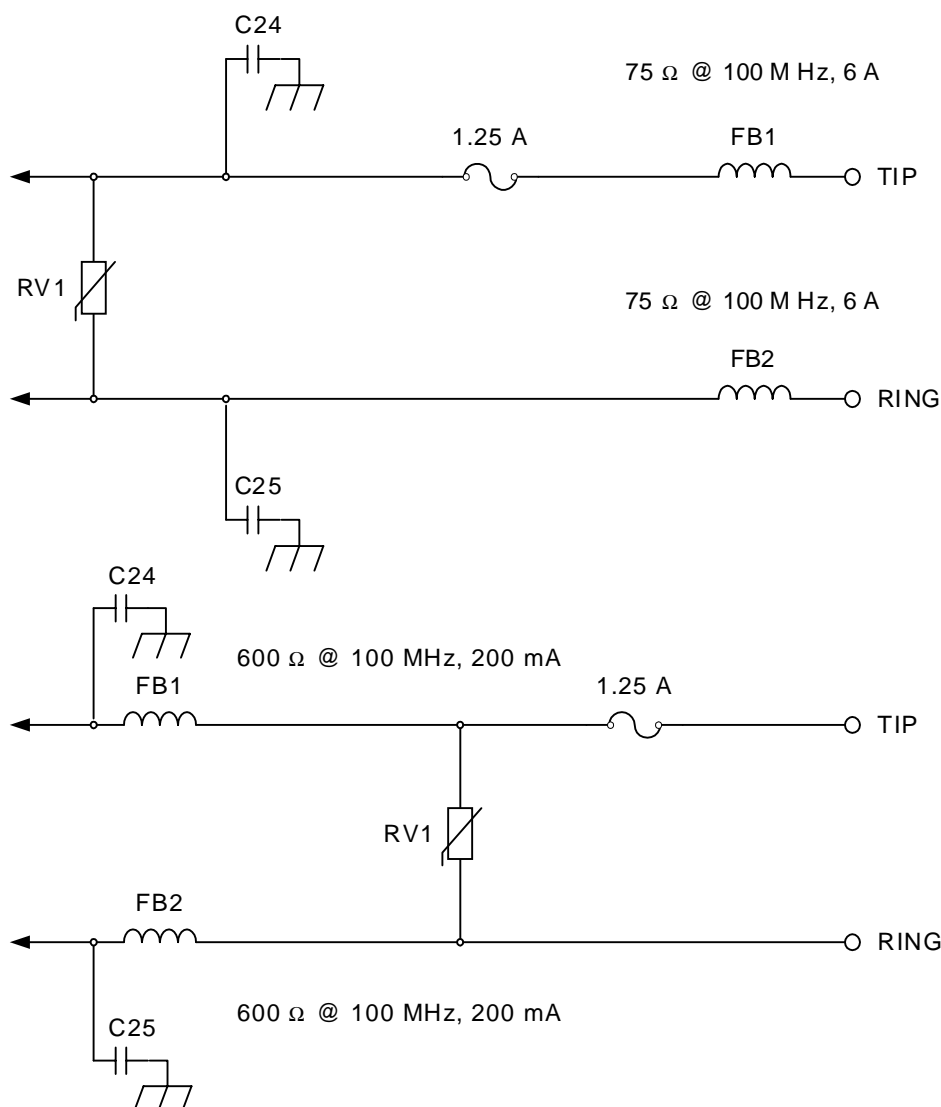 C24
75 Ω @ 100 MHz, 6 A
1.25 A
FB1
TIP
RV1
75 Ω @ 100 MHz, 6 A
FB2
RING
C25
C24
600 Ω @ 100 MHz, 200 mA
FB1
1.25 A
TIP
RV1
FB2
RING
600 Ω @ 100 MHz, 200 mA
C25